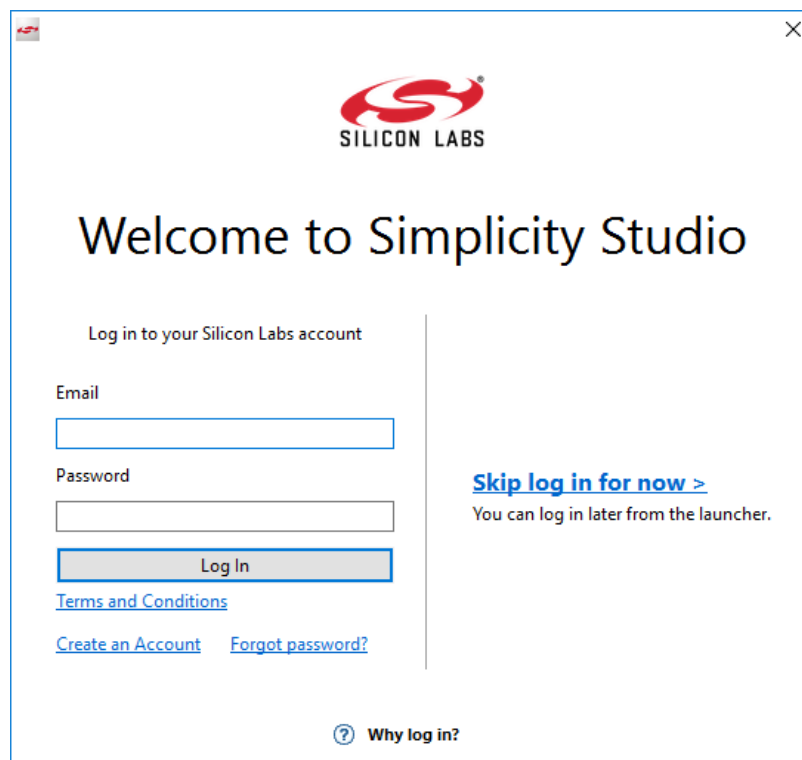 SILICON LABS
Welcome to Simplicity Studio
Log in to your Silicon Labs account
Email
Password
Log In
Terms and Conditions
Create an Account Forgot password?
Skip log in for now >
You can log in later from the launcher.
Why log in?